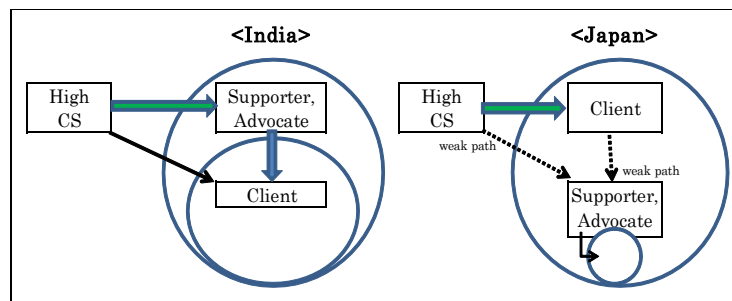 <India>
High
CS
Supporter,
Advocate
Client
<Japan>
High
CS
Client
weak path
weak path
Supporter,
Advocate